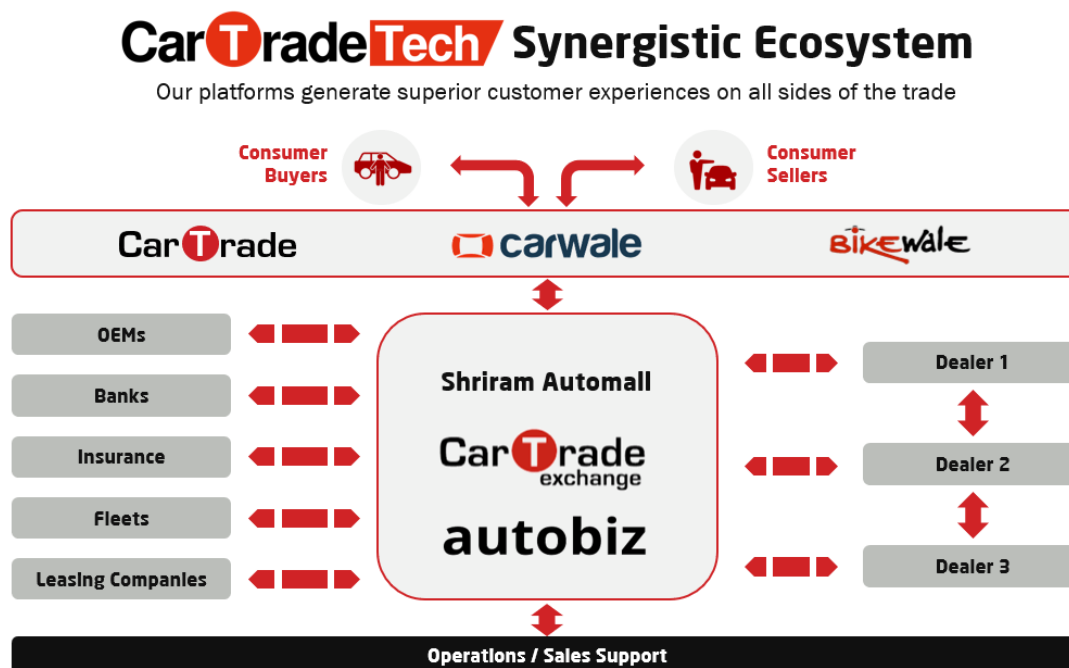 CarTradeTech Synergistic Ecosystem
Our platforms generate superior customer experiences on all sides of the trade
Consumer
Buyers
Consumer
Sellers
CarTrade
carwale
BIKEWALE
OEMs
Banks
Insurance
Fleets
Leasing Companies
Shriram Automall
CarTrade
exchange
autobiz
Dealer 1
Dealer 2
Dealer 3
Operations / Sales Support